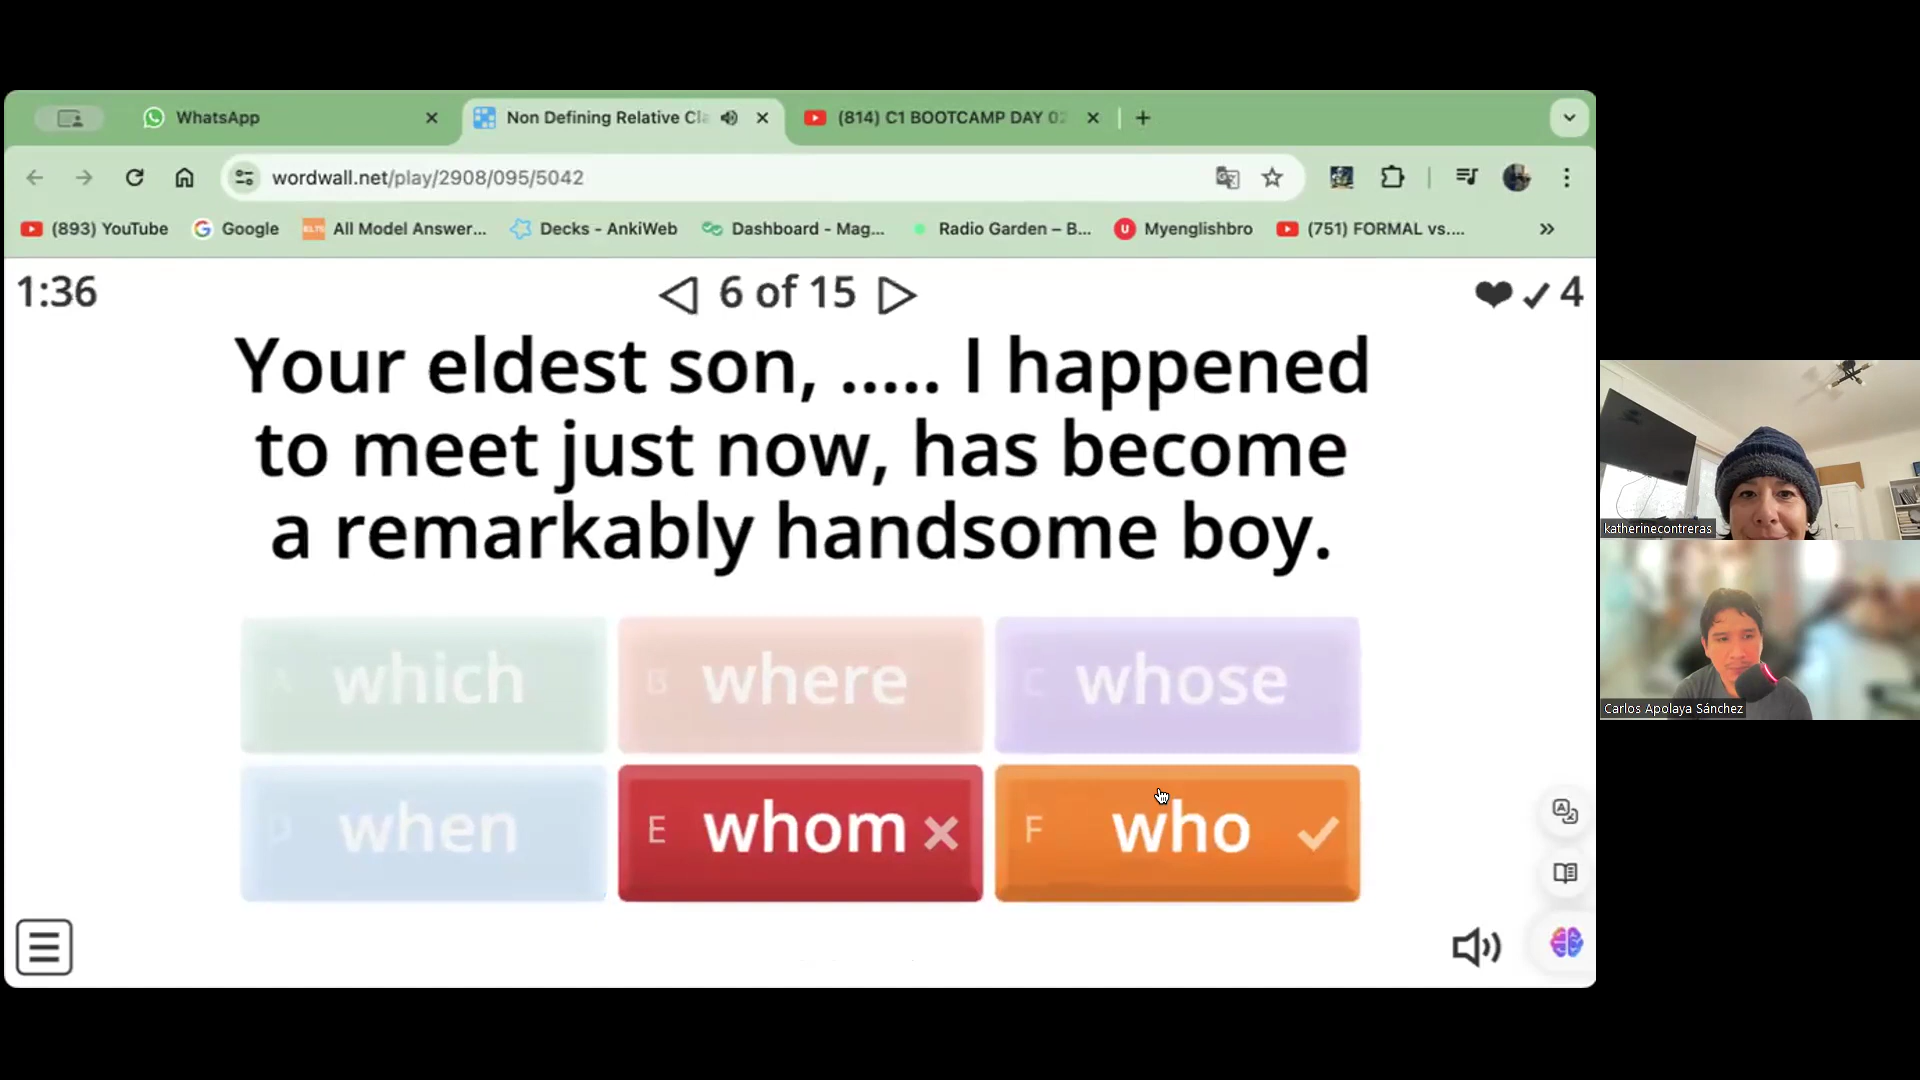 WhatsApp
Non Defining Relative Cla
(814) C1 BOOTCAMP DAY 02
wordwall.net/play/2908/095/5042
(893) YouTube
Google
IELTS
All Model Answer...
Decks - AnkiWeb
Dashboard - Mag...
Radio Garden – B...
U
Myenglishbro
(751) FORMAL vs....
1:36
6 of 15
4
Your eldest son, ..... I happened
to meet just now, has become
a remarkably handsome boy.
A which
B where
C whose
D when
E whom
F who
katherinecontreras
Carlos Apolaya Sánchez